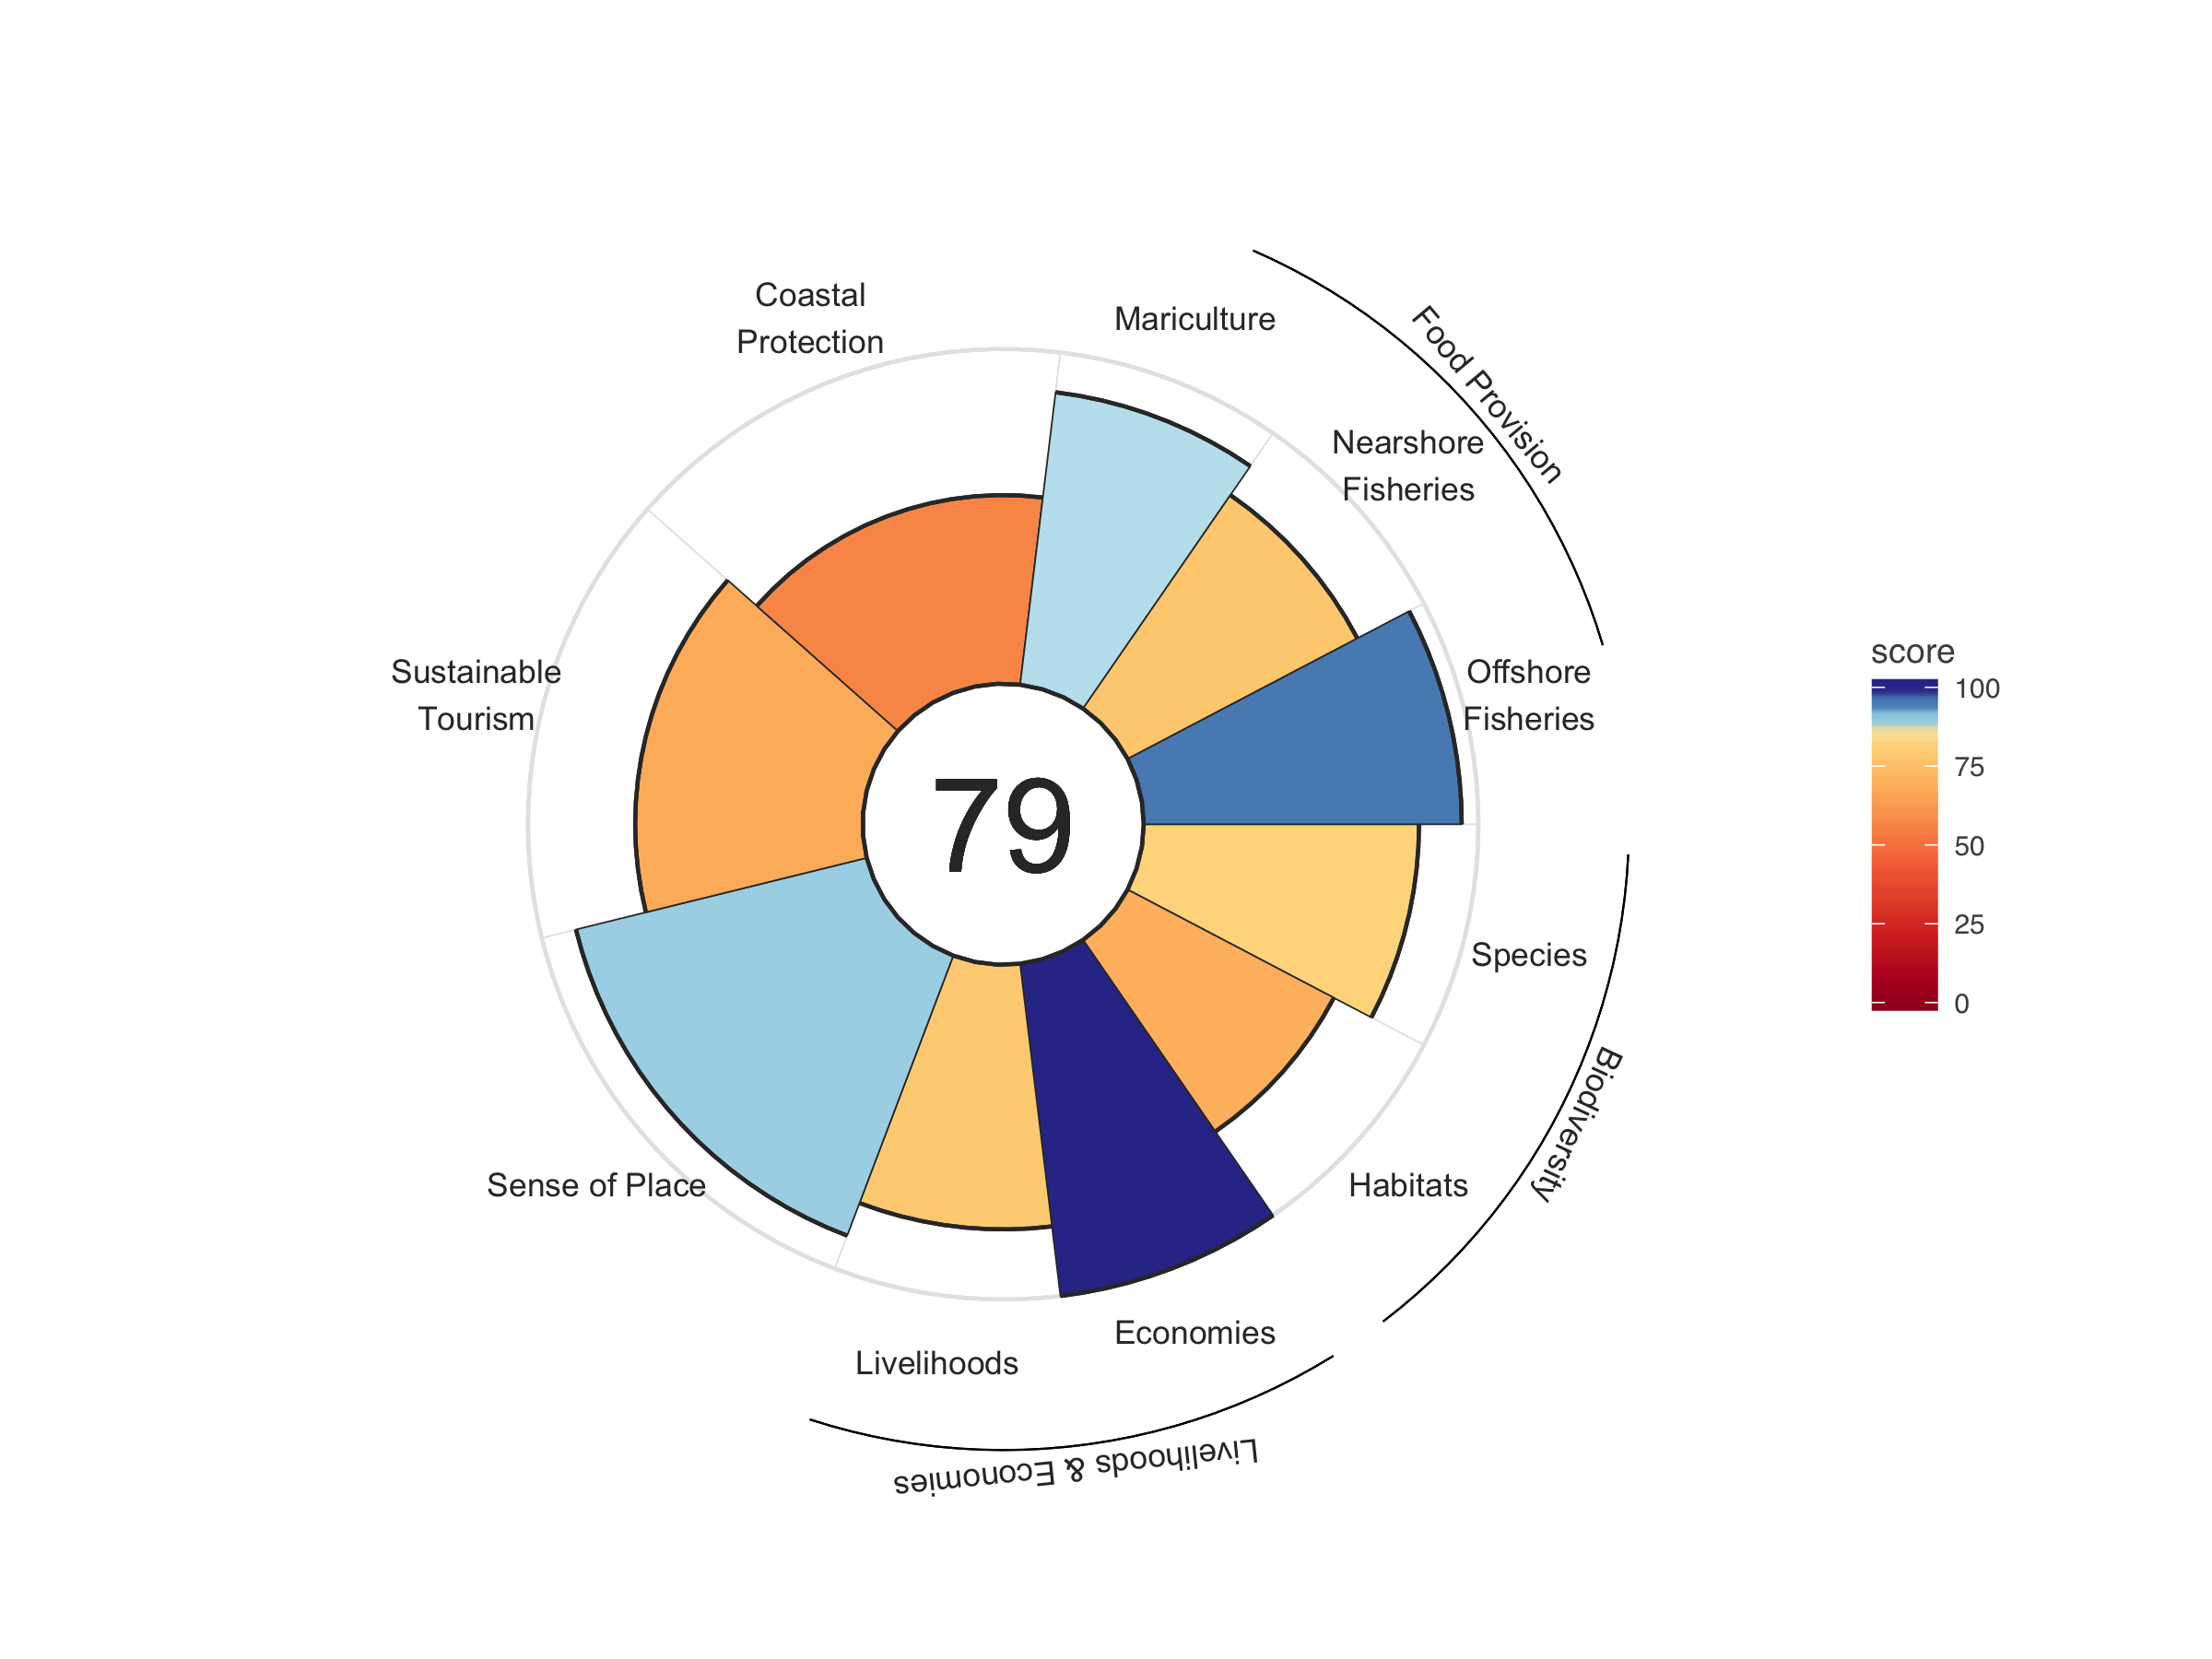 Coastal
Protection
Mariculture
Food Provision
Nearshore
Fisheries
Offshore
Fisheries
Sustainable
Tourism
79
score
100
75
50
25
0
Species
Biodiversity
Habitats
Sense of Place
Economies
Livelihoods
Livelihoods & Economies